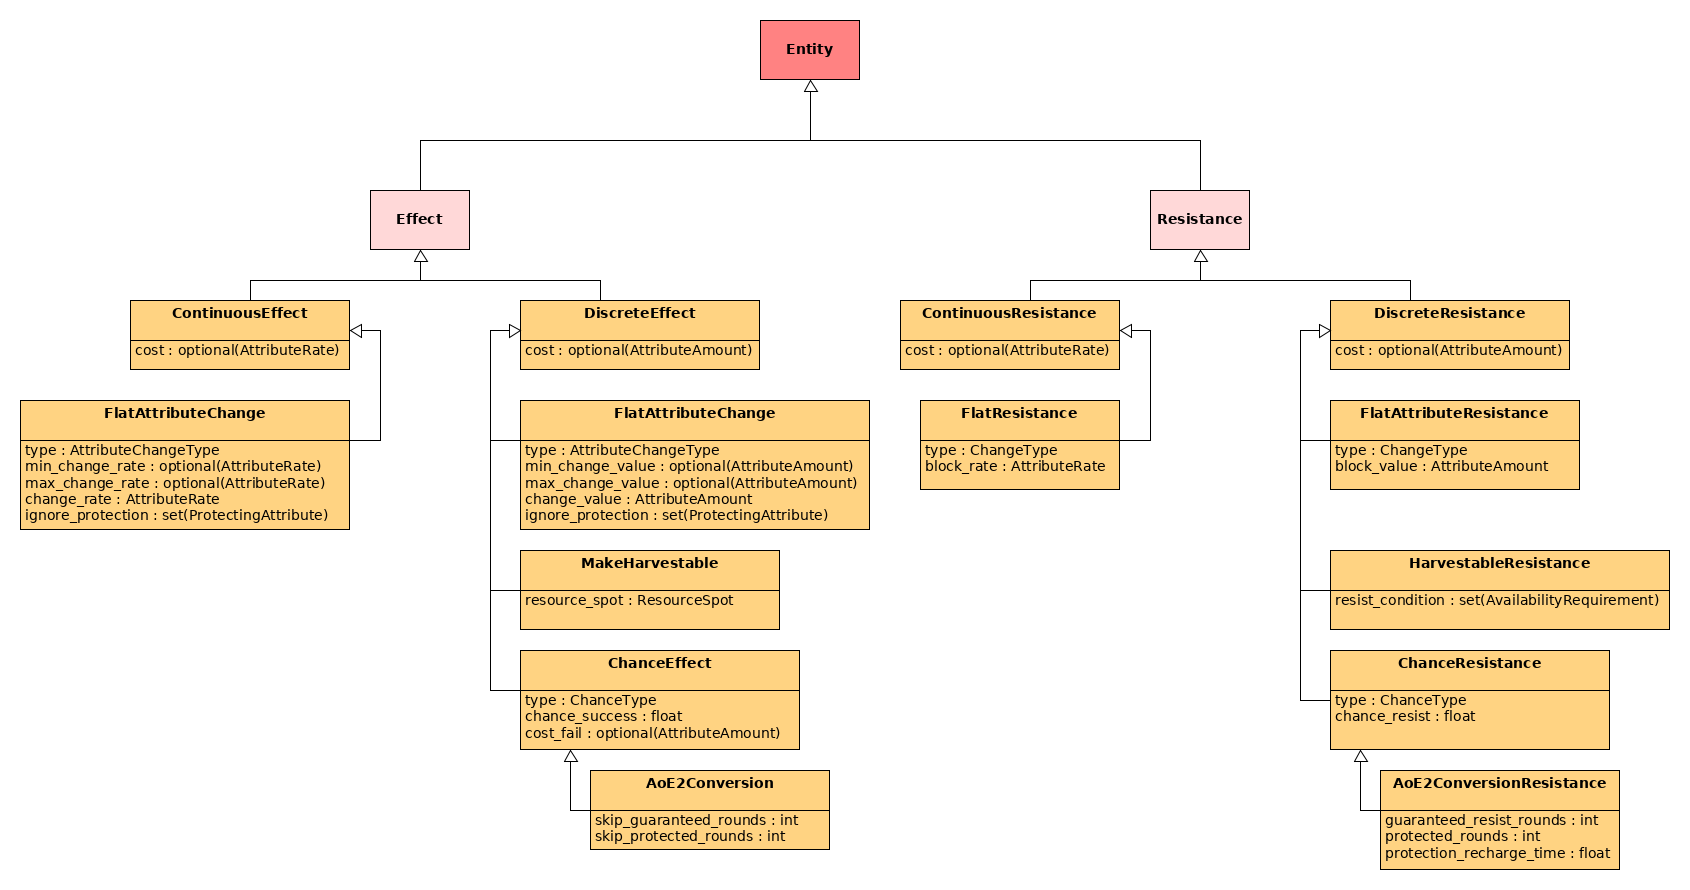 Entity
Effect
Resistance
ContinuousEffect
cost : optional(AttributeRate)
DiscreteEffect
cost : optional(AttributeAmount)
ContinuousResistance
cost : optional(AttributeRate)
DiscreteResistance
cost : optional(AttributeAmount)
FlatAttributeChange
type : AttributeChangeType
min_change_rate : optional(AttributeRate)
max_change_rate : optional(AttributeRate)
change_rate : AttributeRate
ignore_protection : set(ProtectingAttribute)
FlatAttributeChange
type : AttributeChangeType
min_change_value : optional(AttributeAmount)
max_change_value : optional(AttributeAmount)
change_value : AttributeAmount
ignore_protection : set(ProtectingAttribute)
FlatResistance
type : ChangeType
block_rate : AttributeRate
FlatAttributeResistance
type : ChangeType
block_value : AttributeAmount
MakeHarvestable
resource_spot : ResourceSpot
HarvestableResistance
resist_condition : set(AvailabilityRequirement)
ChanceEffect
type : ChanceType
chance_success : float
cost_fail : optional(AttributeAmount)
ChanceResistance
type : ChanceType
chance_resist : float
AoE2Conversion
skip_guaranteed_rounds : int
skip_protected_rounds : int
AoE2ConversionResistance
guaranteed_resist_rounds : int
protected_rounds : int
protection_recharge_time : float